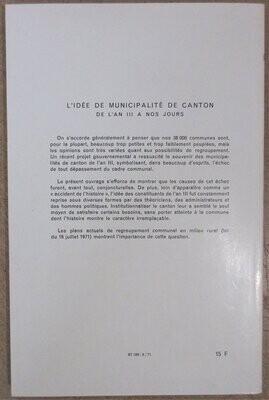 L'IDÉE DE MUNICIPALITÉ DE CANTON
DE L'AN III A NOS JOURS
On s'accorde généralement à penser que nos 38 000 communes sont,
pour la plupart, beaucoup trop petites et trop faiblement peuplées, mais
les opinions sont très variées quant aux possibilités de regroupement.
Un récent projet gouvernemental a ressuscité le souvenir des municipa-
lités de canton de l'an III, symbolisant, dans beaucoup d'esprits, l'échec
de tout dépassement du cadre communal.
Le présent ouvrage s'efforce de montrer que les causes de cet échec
furent, avant tout, conjoncturelles. De plus, loin d'apparaître comme un
« accident de l'histoire », l'idée des constituants de l'an III fut constamment
reprise sous diverses formes par des théoriciens, des administrateurs et
des hommes politiques. Institutionnaliser le canton leur a semblé le seul
moyen de satisfaire certains besoins, sans porter atteinte à la commune
dont l'histoire montre le caractère irremplaçable.
Les plans actuels de regroupement communal en milieu rural (loi
du 16 juillet 1971) montrent l'importance de cette question.
15 F